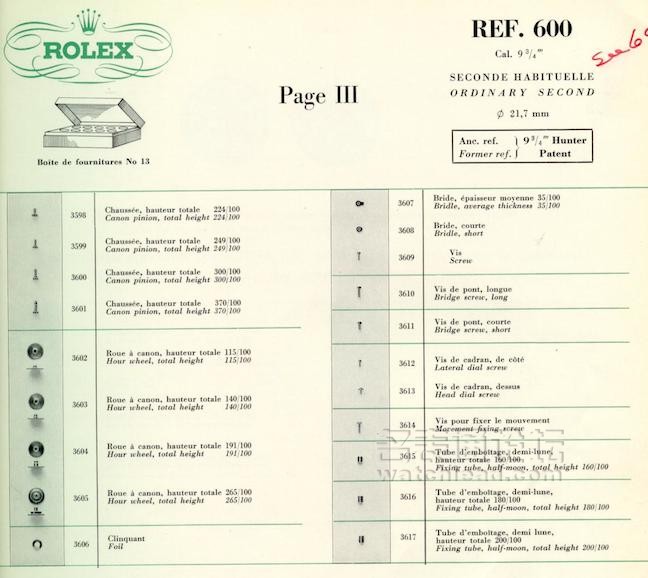 ROLEX
Boîte de fournitures No 13
Page III
REF. 600
Cal. 9 3/4'''
See
SECONDE HABITUELLE
ORDINARY SECOND
Ø 21,7 mm
Anc. ref. } 9 3/4''' Hunter
Former ref. } Patent
3598 Chaussée, hauteur totale 224/100
Canon pinion, total height 224/100
3599 Chaussée, hauteur totale 249/100
Canon pinion, total height 249/100
3600 Chaussée, hauteur totale 300/100
Canon pinion, total height 300/100
3601 Chaussée, hauteur totale 370/100
Canon pinion, total height 370/100
3602 Roue à canon, hauteur totale 115/100
Hour wheel, total height 115/100
3603 Roue à canon, hauteur totale 140/100
Hour wheel, total height 140/100
3604 Roue à canon, hauteur totale 191/100
Hour wheel, total height 191/100
3605 Roue à canon, hauteur totale 265/100
Hour wheel, total height 265/100
3606 Clinquant
Foil
3607 Bride, épaisseur moyenne 35/100
Bridle, average thickness 35/100
3608 Bride, courte
Bridle, short
3609 Vis
Screw
3610 Vis de pont, longue
Bridge screw, long
3611 Vis de pont, courte
Bridge screw, short
3612 Vis de cadran, de côté
Lateral dial screw
3613 Vis de cadran, dessus
Head dial screw
3614 Vis pour fixer le mouvement
Movement fixing screw
3615 Tube d'emboîtage, demi-lune,
hauteur totale 160/100
Fixing tube, half-moon, total height 160/100
3616 Tube d'emboîtage, demi-lune,
hauteur totale 180/100
Fixing tube, half-moon, total height 180/100
3617 Tube d'emboîtage, demi lune,
hauteur totale 200/100
Fixing tube, half-moon, total height 200/100
watchlead.com